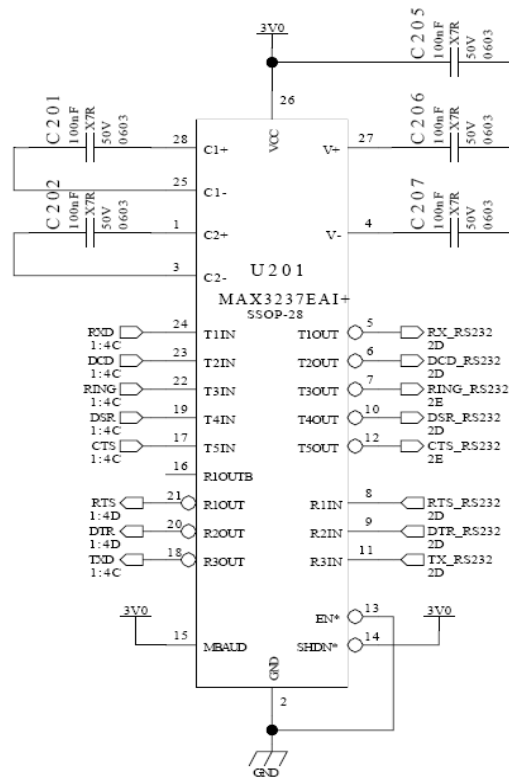 3V0
C205
100nF
X7R
50V
0603
26
VCC
C201
100nF
X7R
50V
0603
28
C1+
V+
27
C206
100nF
X7R
50V
0603
25
C1-
C202
100nF
X7R
50V
0603
1
C2+
V-
4
C207
100nF
X7R
50V
0603
3
C2-
U201
MAX3237EAI+
SSOP-28
RXD
1:4C
24
T1IN
T1OUT
5
RX_RS232
2D
DCD
1:4C
23
T2IN
T2OUT
6
DCD_RS232
2D
RING
1:4C
22
T3IN
T3OUT
7
RING_RS232
2E
DSR
1:4C
19
T4IN
T4OUT
10
DSR_RS232
2D
CTS
1:4C
17
T5IN
T5OUT
12
CTS_RS232
2E
16
R1OUTB
RTS
1:4D
21
R1OUT
R1IN
8
RTS_RS232
2D
DTR
1:4D
20
R2OUT
R2IN
9
DTR_RS232
2D
TXD
1:4C
18
R3OUT
R3IN
11
TX_RS232
2D
EN*
13
3V0
15
MBAUD
SHDN*
14
3V0
GND
2
GND